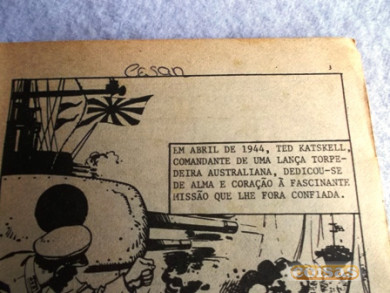 Cesan
EM ABRIL DE 1944, TED KATSKELL,
COMANDANTE DE UMA LANÇA TORPE-
DEIRA AUSTRALIANA, DEDICOU-SE
DE ALMA E CORAÇÃO À FASCINANTE
MISSÃO QUE LHE FORA CONFIADA.